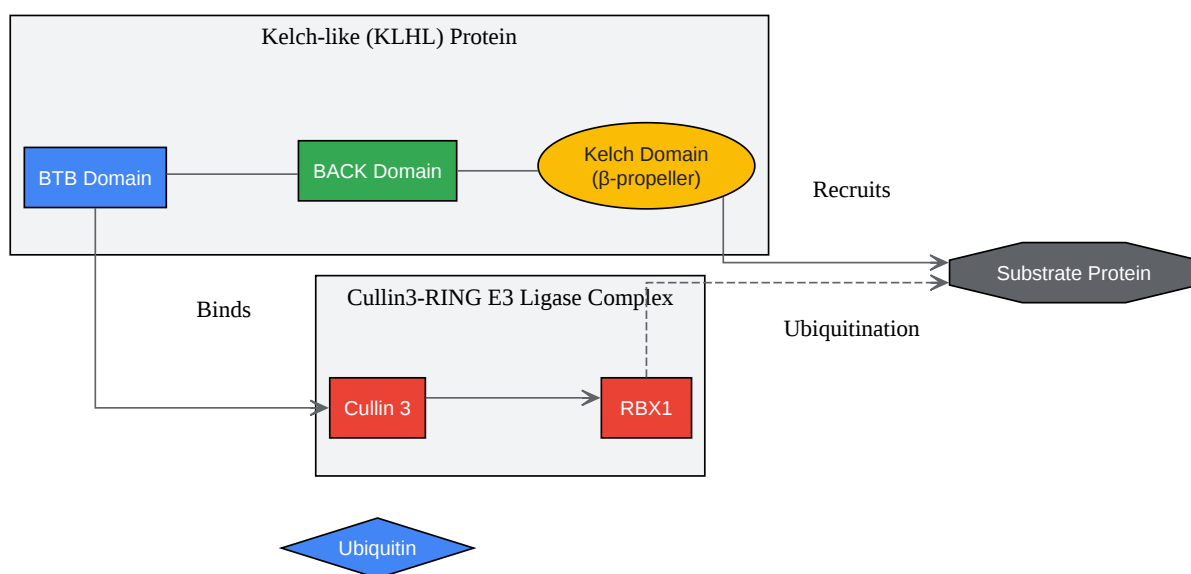 Kelch-like (KLHL) Protein
BTB Domain
BACK Domain
Kelch Domain
(β-propeller)
Recruits
Substrate Protein
Binds
Cullin3-RING E3 Ligase Complex
Ubiquitination
Cullin 3
RBX1
Ubiquitin